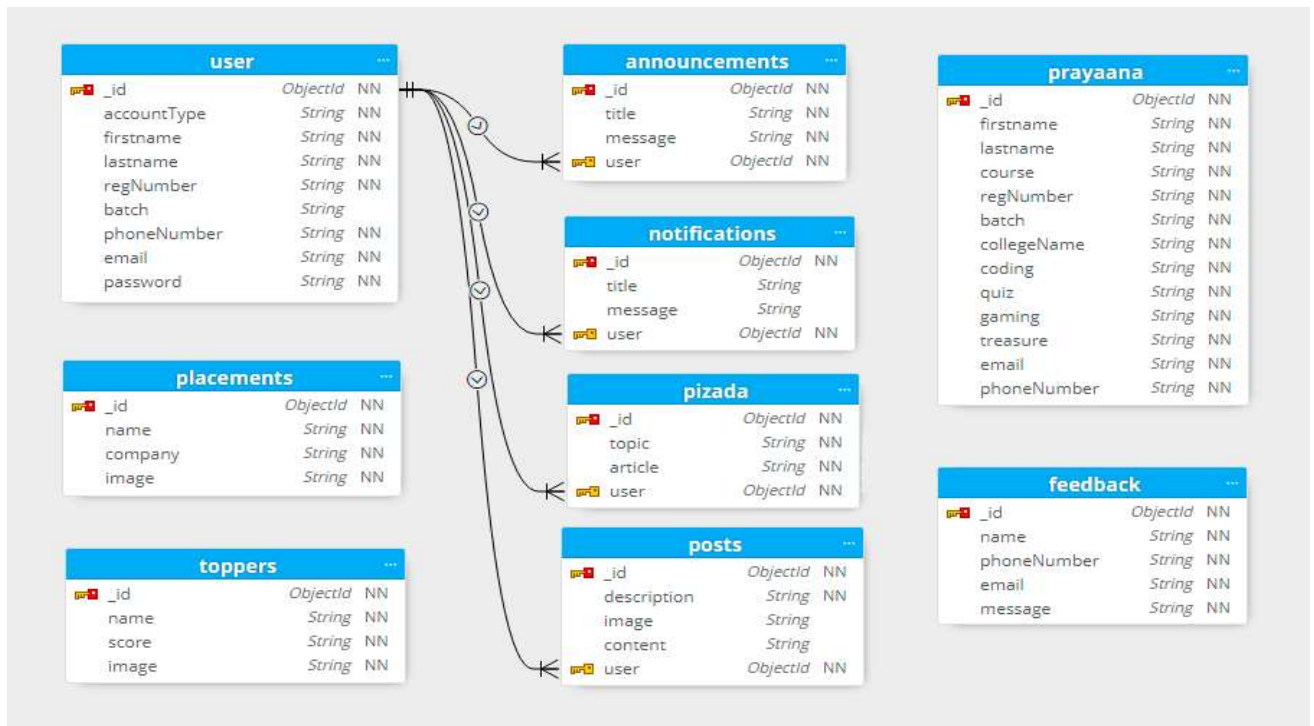 user ...
_id ObjectId NN
accountType String NN
firstname String NN
lastname String NN
regNumber String NN
batch String
phoneNumber String NN
email String NN
password String NN
placements ...
_id ObjectId NN
name String NN
company String NN
image String NN
toppers ...
_id ObjectId NN
name String NN
score String NN
image String NN
announcements ...
_id ObjectId NN
title String NN
message String NN
user ObjectId NN
notifications ...
_id ObjectId NN
title String
message String
user ObjectId NN
pizada ...
_id ObjectId NN
topic String NN
article String NN
user ObjectId NN
posts ...
_id ObjectId NN
description String NN
image String
content String
user ObjectId NN
prayaana ...
_id ObjectId NN
firstname String NN
lastname String NN
course String NN
regNumber String NN
batch String NN
collegeName String NN
coding String NN
quiz String NN
gaming String NN
treasure String NN
email String NN
phoneNumber String NN
feedback ...
_id ObjectId NN
name String NN
phoneNumber String NN
email String NN
message String NN